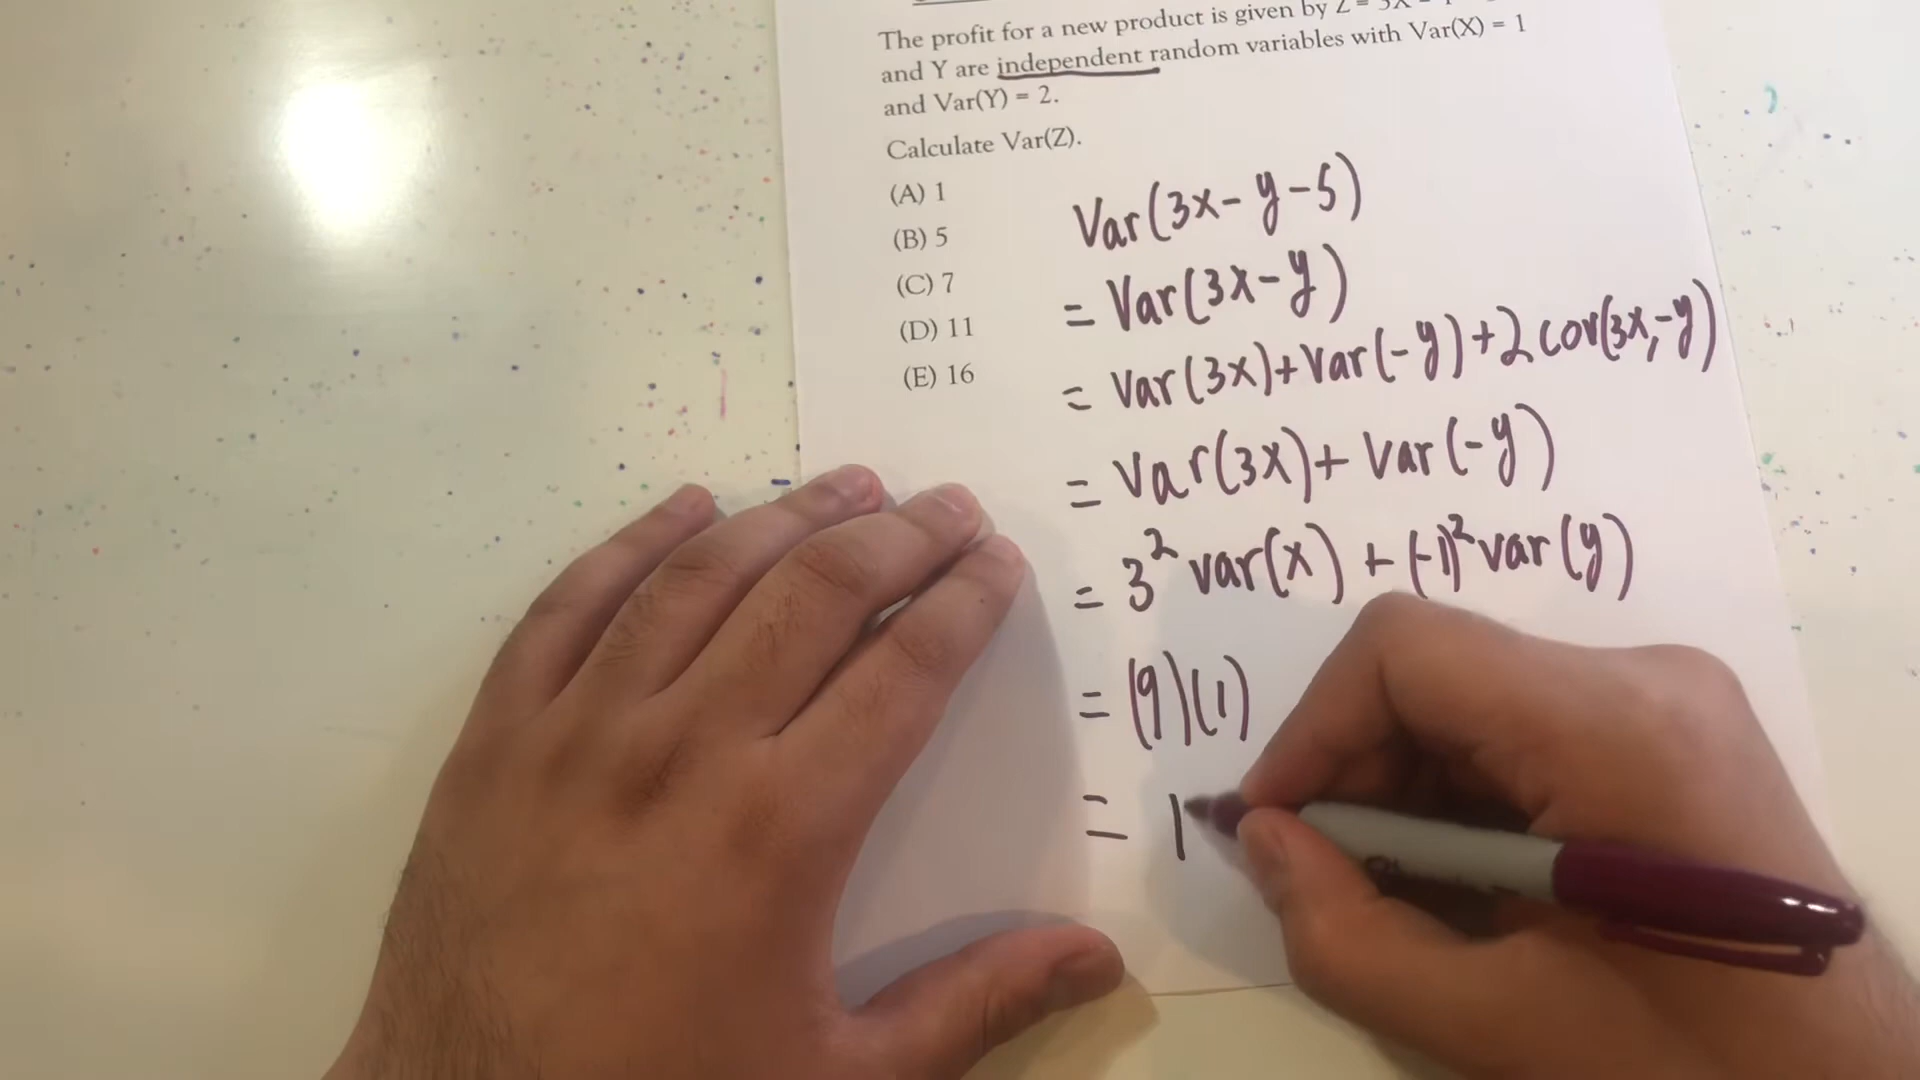 The profit for a new product is given by Z = 3X −
and Y are independent random variables with Var(X) = 1
and Var(Y) = 2.
Calculate Var(Z).
(A) 1
(B) 5
(C) 7
(D) 11
(E) 16
Var(3x-y-5)
= Var(3x-y)
= Var(3x)+Var(-y)+2cov(3x,-y)
= Var(3x)+Var(-y)
= 3² var(x) + (-1)² var(y)
= (9)(1)
= 1